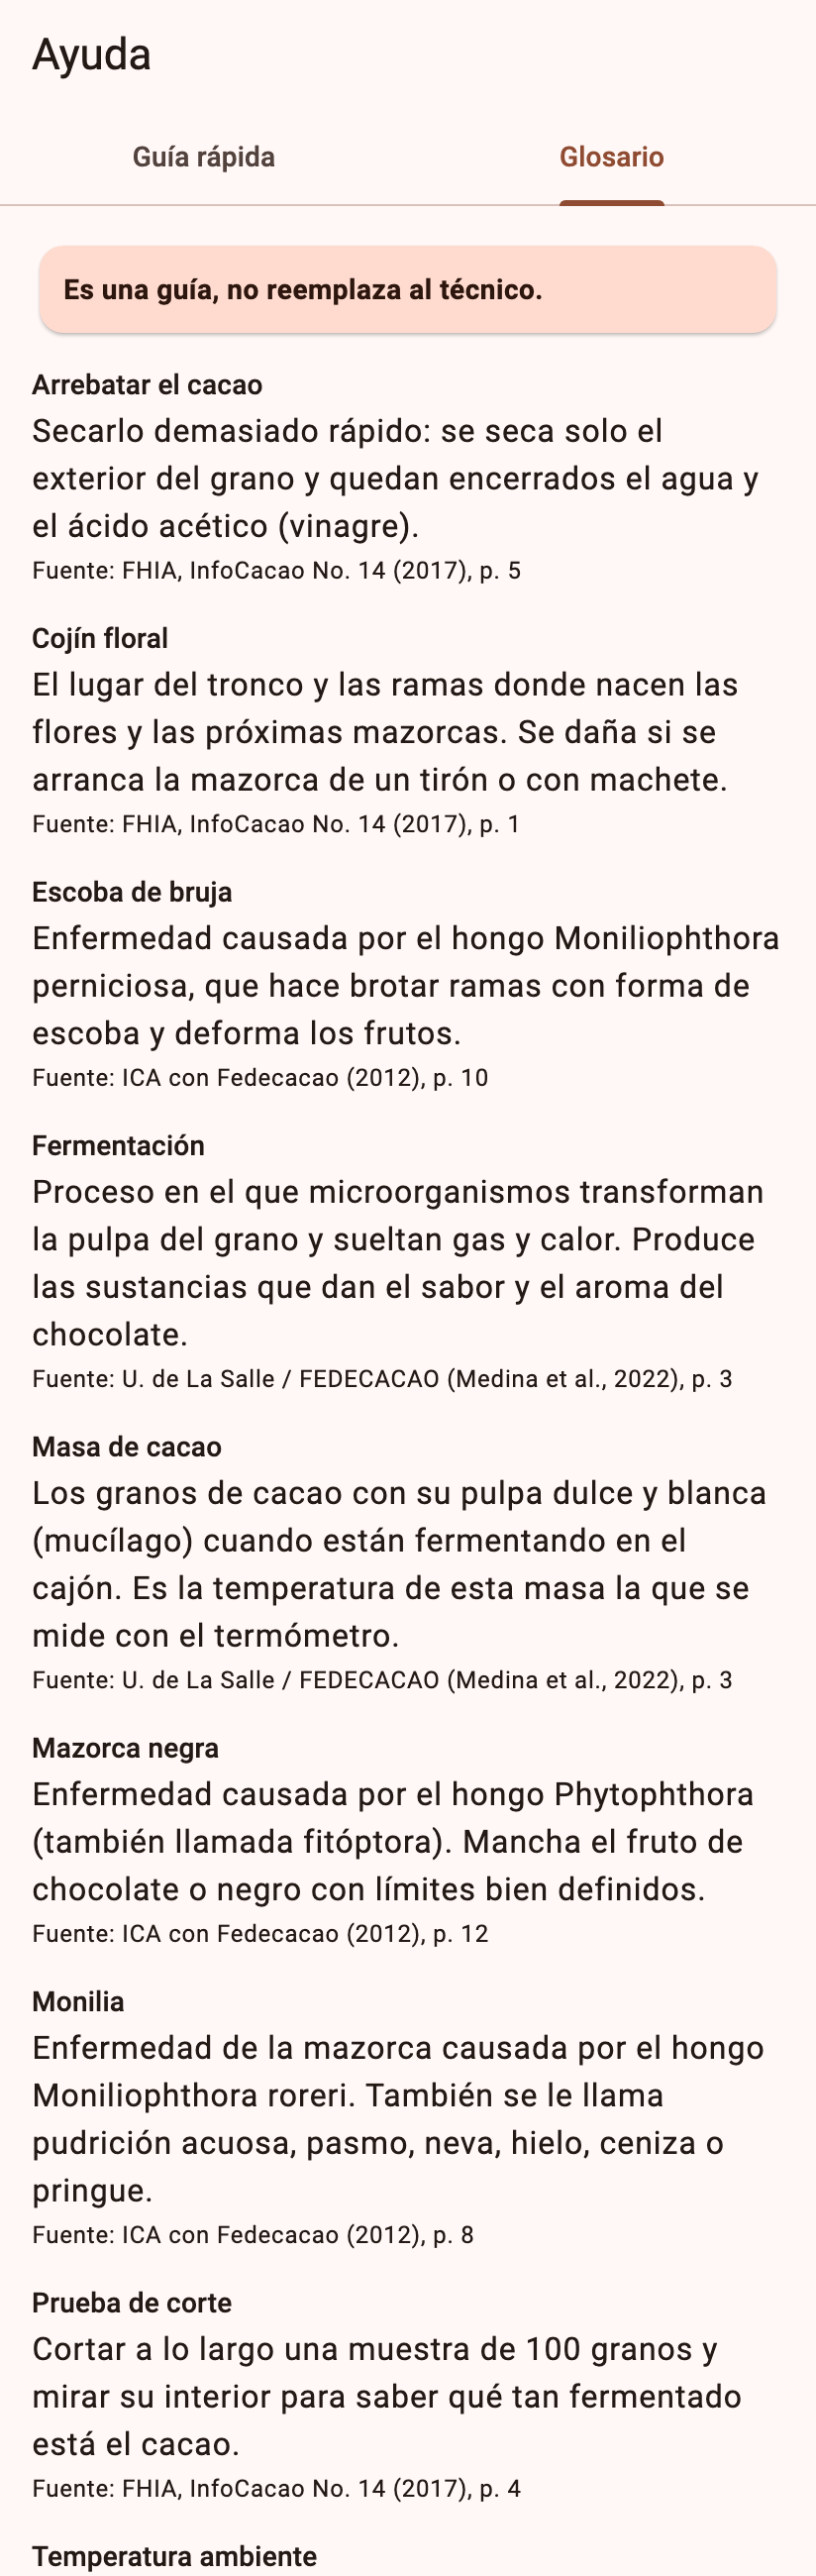 Ayuda
Guía rápida
Glosario
Es una guía, no reemplaza al técnico.
Arrebatar el cacao
Secarlo demasiado rápido: se seca solo el
exterior del grano y quedan encerrados el agua y
el ácido acético (vinagre).
Fuente: FHIA, InfoCacao No. 14 (2017), p. 5
Cojín floral
El lugar del tronco y las ramas donde nacen las
flores y las próximas mazorcas. Se daña si se
arranca la mazorca de un tirón o con machete.
Fuente: FHIA, InfoCacao No. 14 (2017), p. 1
Escoba de bruja
Enfermedad causada por el hongo Moniliophthora
perniciosa, que hace brotar ramas con forma de
escoba y deforma los frutos.
Fuente: ICA con Fedecacao (2012), p. 10
Fermentación
Proceso en el que microorganismos transforman
la pulpa del grano y sueltan gas y calor. Produce
las sustancias que dan el sabor y el aroma del
chocolate.
Fuente: U. de La Salle / FEDECACAO (Medina et al., 2022), p. 3
Masa de cacao
Los granos de cacao con su pulpa dulce y blanca
(mucílago) cuando están fermentando en el
cajón. Es la temperatura de esta masa la que se
mide con el termómetro.
Fuente: U. de La Salle / FEDECACAO (Medina et al., 2022), p. 3
Mazorca negra
Enfermedad causada por el hongo Phytophthora
(también llamada fitóptora). Mancha el fruto de
chocolate o negro con límites bien definidos.
Fuente: ICA con Fedecacao (2012), p. 12
Monilia
Enfermedad de la mazorca causada por el hongo
Moniliophthora roreri. También se le llama
pudrición acuosa, pasmo, neva, hielo, ceniza o
pringue.
Fuente: ICA con Fedecacao (2012), p. 8
Prueba de corte
Cortar a lo largo una muestra de 100 granos y
mirar su interior para saber qué tan fermentado
está el cacao.
Fuente: FHIA, InfoCacao No. 14 (2017), p. 4
Temperatura ambiente